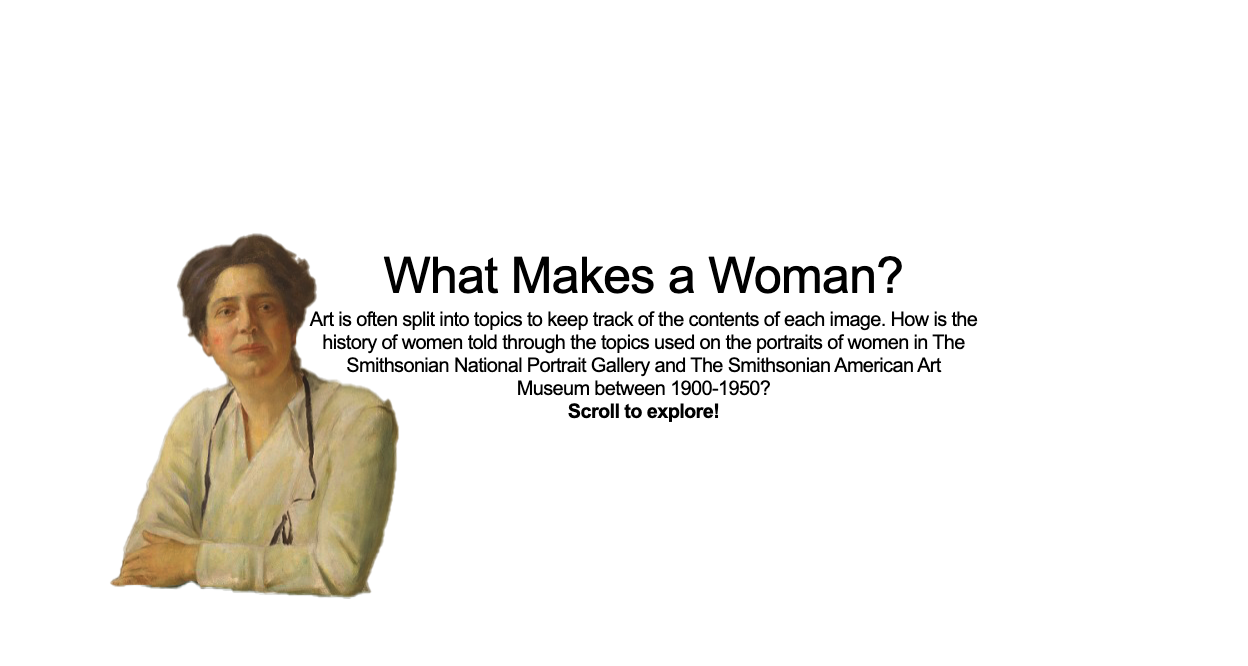 What Makes a Woman?
Art is often split into topics to keep track of the contents of each image. How is the
history of women told through the topics used on the portraits of women in The
Smithsonian National Portrait Gallery and The Smithsonian American Art
Museum between 1900-1950?
Scroll to explore!